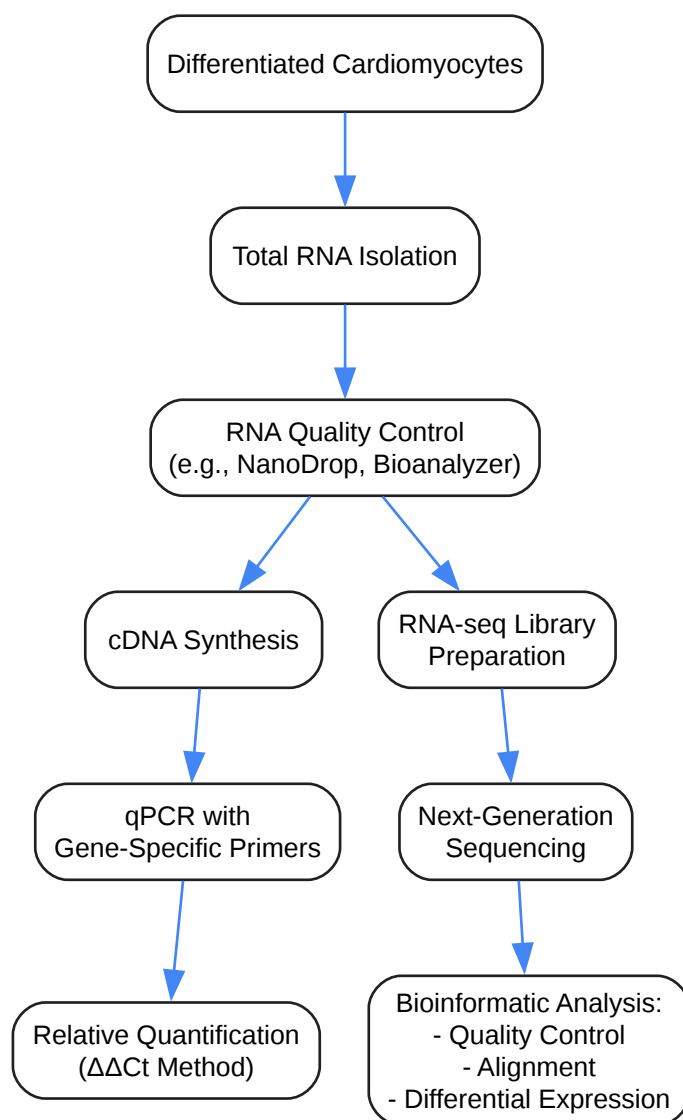 Differentiated Cardiomyocytes
Total RNA Isolation
RNA Quality Control
(e.g., NanoDrop, Bioanalyzer)
cDNA Synthesis
RNA-seq Library
Preparation
qPCR with
Gene-Specific Primers
Next-Generation
Sequencing
Relative Quantification
(ΔΔCt Method)
Bioinformatic Analysis:
- Quality Control
- Alignment
- Differential Expression